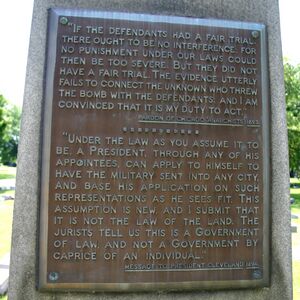 "IF THE DEFENDANTS HAD A FAIR TRIAL
THERE OUGHT TO BE NO INTERFERENCE, FOR
NO PUNISHMENT UNDER OUR LAWS COULD
THEN BE TOO SEVERE. BUT THEY DID NOT
HAVE A FAIR TRIAL. THE EVIDENCE UTTERLY
FAILS TO CONNECT THE UNKNOWN WHO THREW
THE BOMB WITH THE DEFENDANTS; AND I AM
CONVINCED THAT IT IS MY DUTY TO ACT."
PARDON OF CHICAGO ANARCHISTS 1893
"UNDER THE LAW AS YOU ASSUME IT TO
BE, A PRESIDENT, THROUGH ANY OF HIS
APPOINTEES, CAN APPLY TO HIMSELF TO
HAVE THE MILITARY SENT INTO ANY CITY
AND BASE HIS APPLICATION ON SUCH
REPRESENTATIONS AS HE SEES FIT. THIS
ASSUMPTION IS NEW, AND I SUBMIT THAT
IT IS NOT THE LAW OF THE LAND. THE
JURISTS TELL US THIS IS A GOVERNMENT
OF LAW, AND NOT A GOVERNMENT BY
CAPRICE OF AN INDIVIDUAL."
MESSAGE TO PRESIDENT CLEVELAND 1894